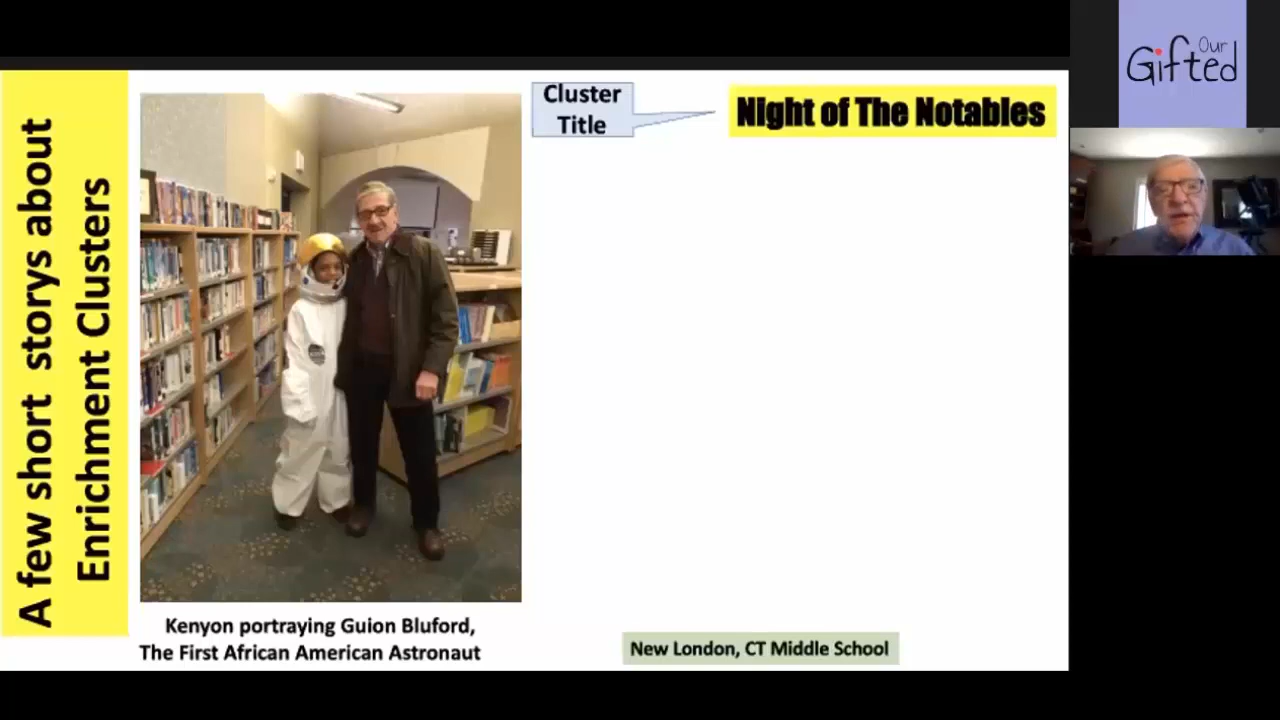 A few short storys about
Enrichment Clusters
Cluster
Title
Night of The Notables
Kenyon portraying Guion Bluford,
The First African American Astronaut
New London, CT Middle School
Our
Gifted